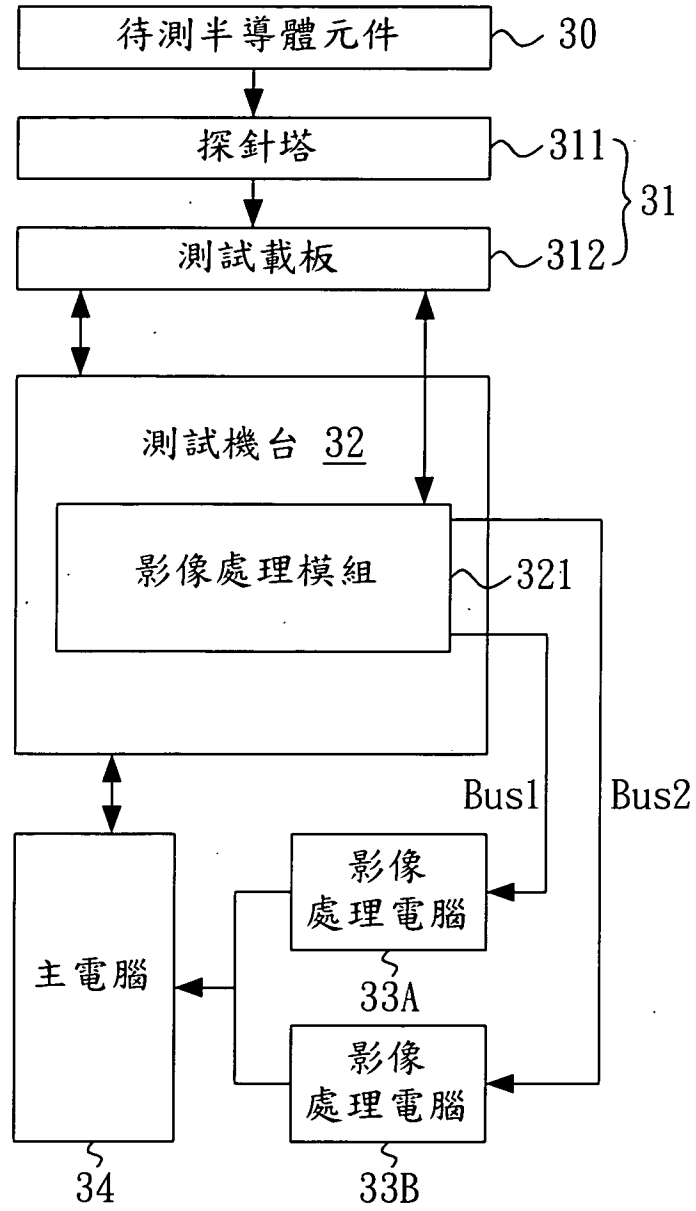 待測半導體元件 30
探針塔 311
31
測試載板 312
測試機台 32
影像處理模組 321
Bus1 Bus2
影像
處理電腦
33A
主電腦
影像
處理電腦
33B
34